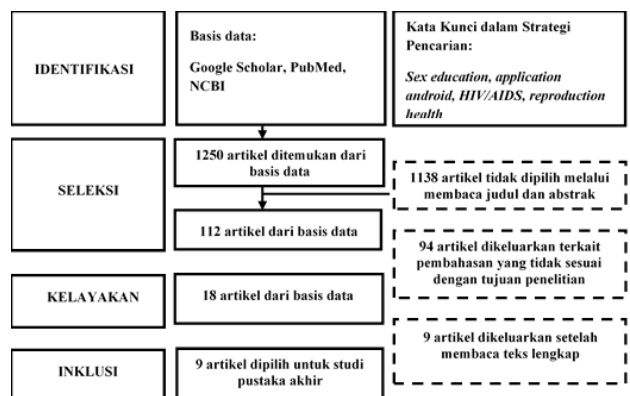 IDENTIFIKASI
Basis data:
Google Scholar, PubMed,
NCBI
Kata Kunci dalam Strategi
Pencarian:
Sex education, application
android, HIV/AIDS, reproduction
health
SELEKSI
1250 artikel ditemukan dari
basis data
1138 artikel tidak dipilih melalui
membaca judul dan abstrak
112 artikel dari basis data
94 artikel dikeluarkan terkait
pembahasan yang tidak sesuai
dengan tujuan penelitian
KELAYAKAN
18 artikel dari basis data
9 artikel dikeluarkan setelah
membaca teks lengkap
INKLUSI
9 artikel dipilih untuk studi
pustaka akhir